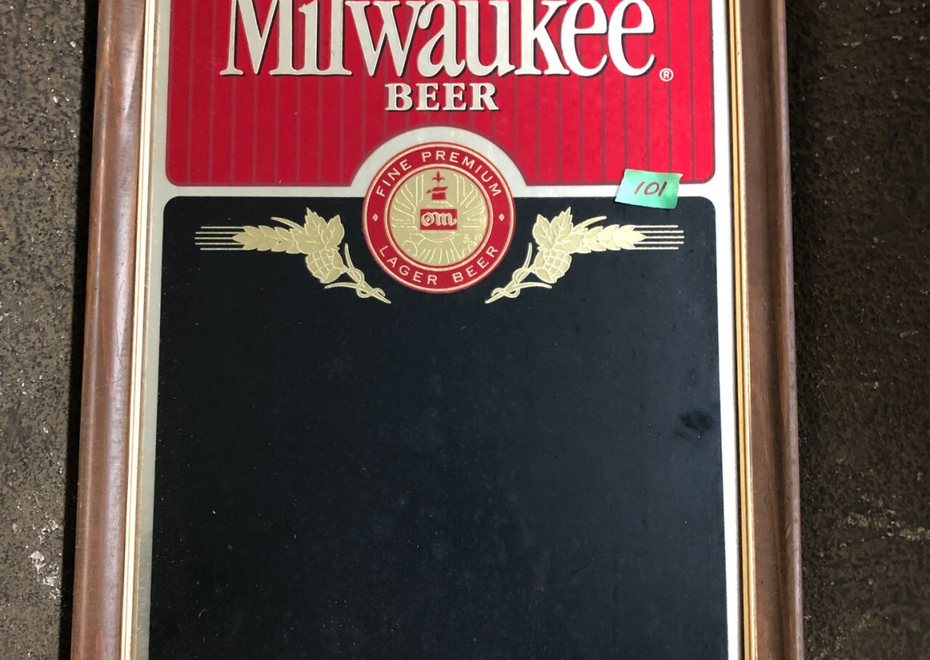 Milwaukee®
BEER
FINE PREMIUM
om
LAGER BEER
101